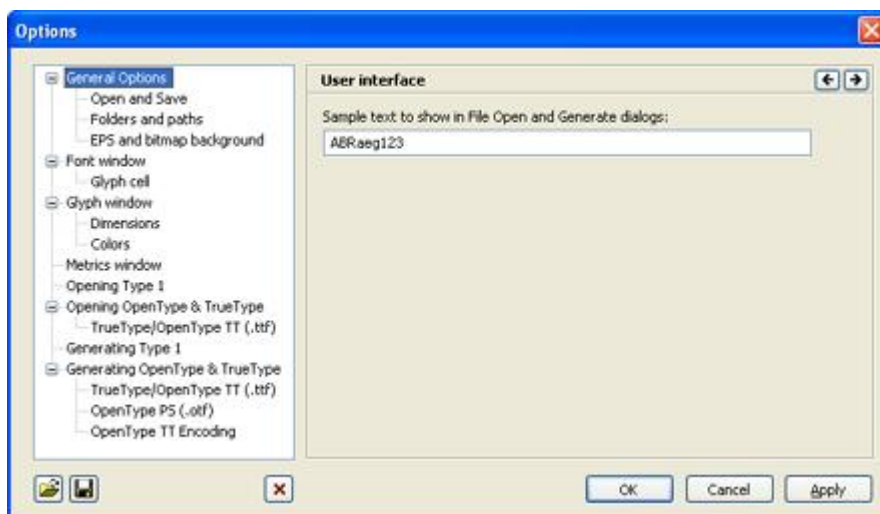 Options
General Options
Open and Save
Folders and paths
EPS and bitmap background
Font window
Glyph cell
Glyph window
Dimensions
Colors
Metrics window
Opening Type 1
Opening OpenType & TrueType
TrueType/OpenType TT (.ttf)
Generating Type 1
Generating OpenType & TrueType
TrueType/OpenType TT (.ttf)
OpenType PS (.otf)
OpenType TT Encoding
User interface
Sample text to show in File Open and Generate dialogs:
ABRaeg123
OK Cancel Apply